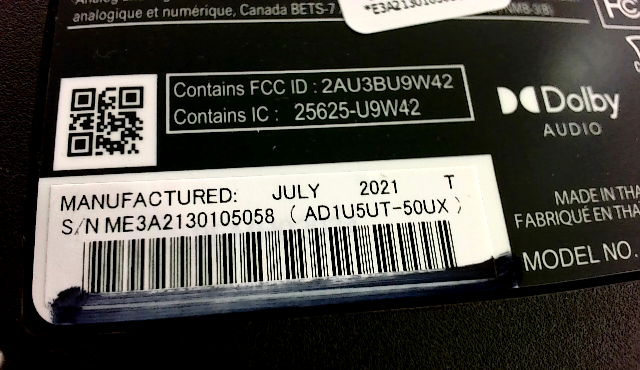 analogique et numérique, Canada BETS-7
Contains FCC ID : 2AU3BU9W42
Contains IC : 25625-U9W42
Dolby
AUDIO
MANUFACTURED: JULY 2021 T
S/N ME3A2130105058 ( AD1U5UT-50UX )
MADE IN THA
FABRIQUÉ EN THA
MODEL NO.